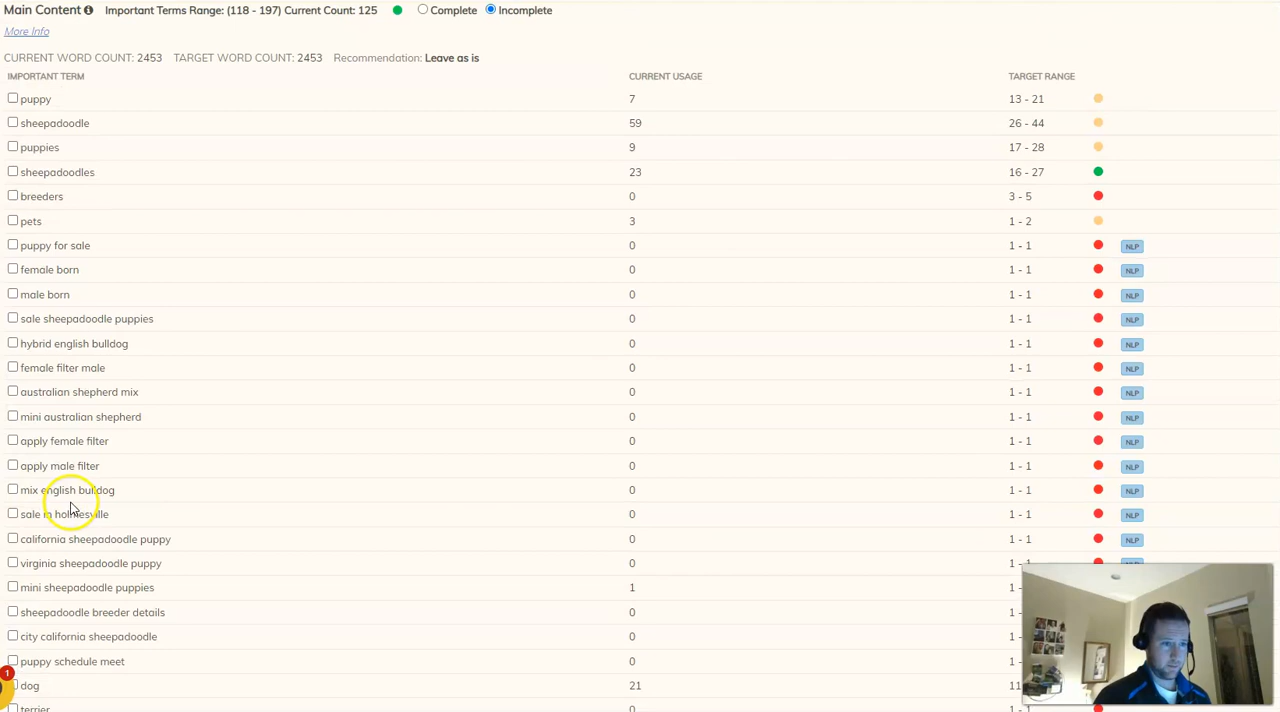 Main Content Important Terms Range: (118 - 197) Current Count: 125 Complete Incomplete
More Info
CURRENT WORD COUNT: 2453 TARGET WORD COUNT: 2453 Recommendation: Leave as is
IMPORTANT TERM CURRENT USAGE TARGET RANGE
puppy 7 13 - 21
sheepadoodle 59 26 - 44
puppies 9 17 - 28
sheepadoodles 23 16 - 27
breeders 0 3 - 5
pets 3 1 - 2
puppy for sale 0 1 - 1 NLP
female born 0 1 - 1 NLP
male born 0 1 - 1 NLP
sale sheepadoodle puppies 0 1 - 1 NLP
hybrid english bulldog 0 1 - 1 NLP
female filter male 0 1 - 1 NLP
australian shepherd mix 0 1 - 1 NLP
mini australian shepherd 0 1 - 1 NLP
apply female filter 0 1 - 1 NLP
apply male filter 0 1 - 1 NLP
mix english bulldog 0 1 - 1 NLP
sale in 0 1 - 1 NLP
california sheepadoodle puppy 0 1 - 1 NLP
virginia sheepadoodle puppy 0 1 - 1
mini sheepadoodle puppies 1 1 -
sheepadoodle breeder details 0 1 -
city california sheepadoodle 0 1 -
puppy schedule meet 0 1 -
1
dog 21 11
terrier 0 1 - 1